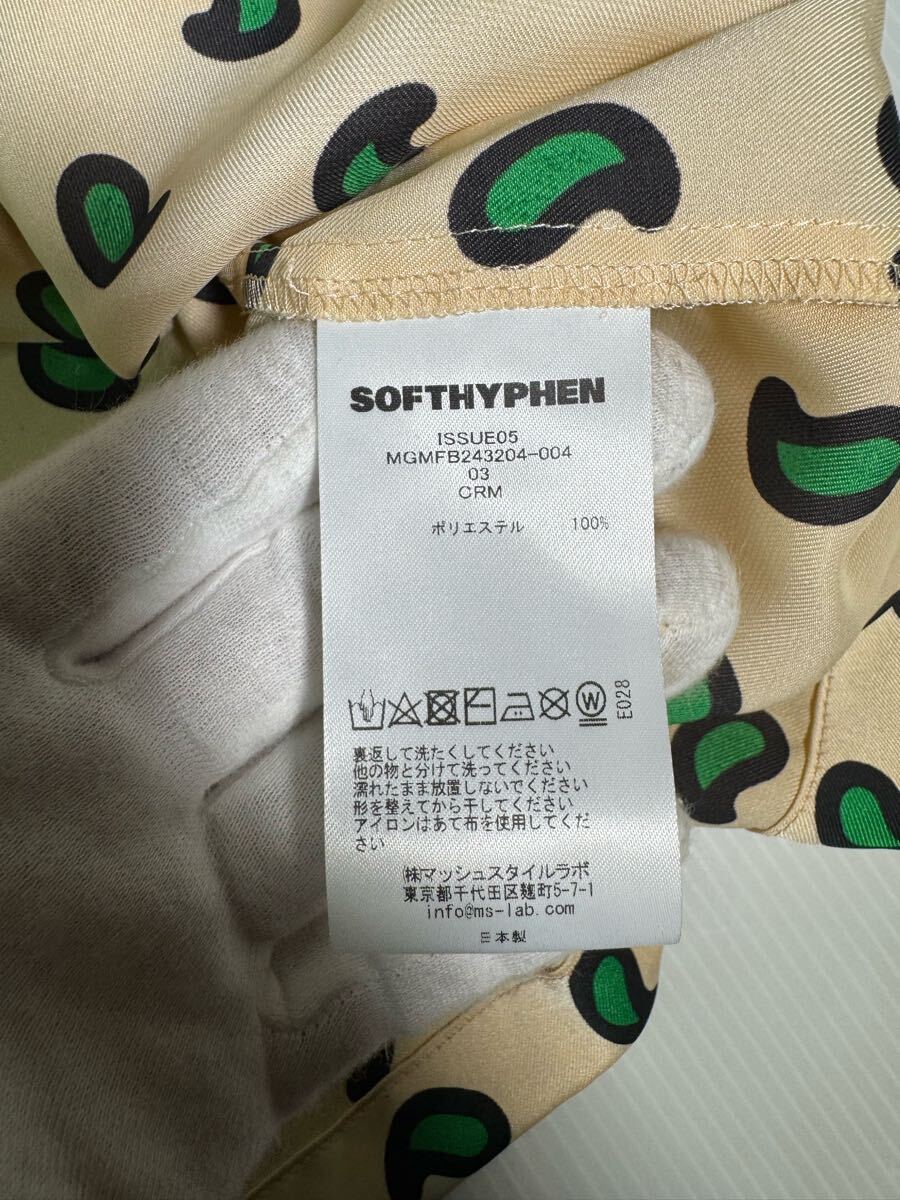 SOFTHYPHEN
ISSUE05
MGMFB243204-004
03
CRM
ポリエステル 100%
W
E028
裏返して洗たくしてください
他の物と分けて洗ってください
濡れたまま放置しないでください
形を整えてから干してください
アイロンはあて布を使用してくだ
さい
㈱マッシュスタイルラボ
東京都千代田区麹町5-7-1
info@ms-lab.com
日本製